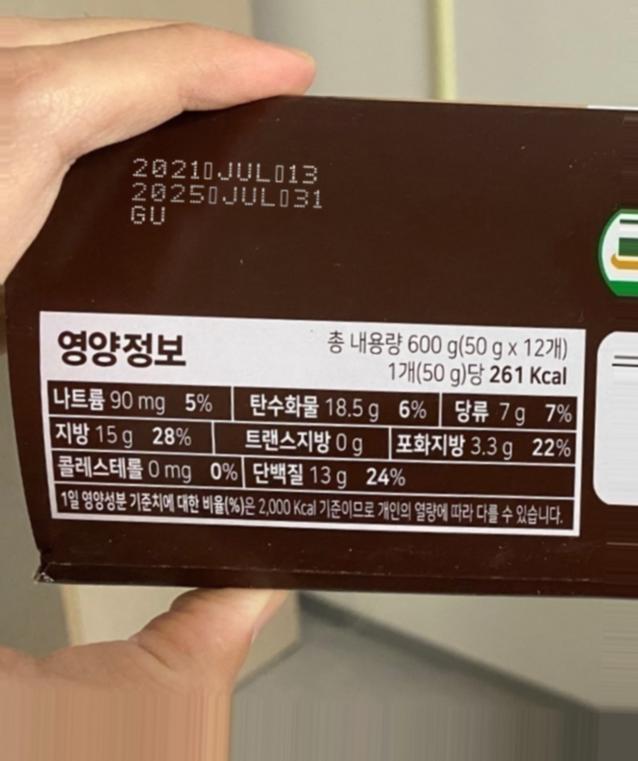 2021 JUL 13
2025 JUL 31
GU
영양정보
총 내용량 600 g(50 g x 12개)
1개(50 g)당 261 Kcal
나트륨 90 mg 5% 탄수화물 18.5 g 6% 당류 7 g 7%
지방 15 g 28% 트랜스지방 0 g 포화지방 3.3 g 22%
콜레스테롤 0 mg 0% 단백질 13 g 24%
1일 영양성분 기준치에 대한 비율(%)은 2,000 Kcal 기준이므로 개인의 열량에 따라 다를 수 있습니다.